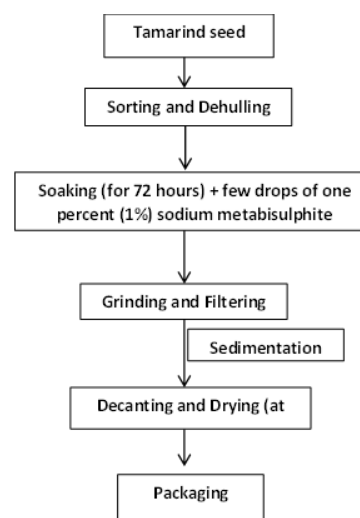 Tamarind seed
Sorting and Dehulling
Soaking (for 72 hours) + few drops of one
percent (1%) sodium metabisulphite
Grinding and Filtering
Sedimentation
Decanting and Drying (at
Packaging